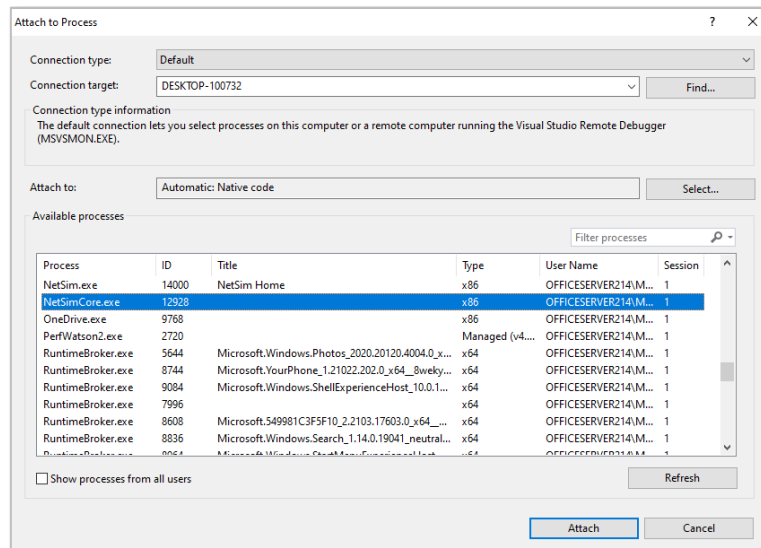 Attach to Process ? ×
Connection type: Default
Connection target: DESKTOP-100732 Find...
Connection type information
The default connection lets you select processes on this computer or a remote computer running the Visual Studio Remote Debugger
(MSVSMON.EXE).
Attach to: Automatic: Native code Select...
Available processes
Filter processes
Process ID Title Type User Name Session
NetSim.exe 14000 NetSim Home x86 OFFICESERVER214\M... 1
NetSimCore.exe 12928 x86 OFFICESERVER214\M... 1
OneDrive.exe 9768 x86 OFFICESERVER214\M... 1
PerfWatson2.exe 2720 Managed (v4.... OFFICESERVER214\M... 1
RuntimeBroker.exe 5644 Microsoft.Windows.Photos_2020.20120.4004.0_x... x64 OFFICESERVER214\M... 1
RuntimeBroker.exe 8744 Microsoft.YourPhone_1.21022.202.0_x64__8weky... x64 OFFICESERVER214\M... 1
RuntimeBroker.exe 9084 Microsoft.Windows.ShellExperienceHost_10.0.1... x64 OFFICESERVER214\M... 1
RuntimeBroker.exe 7996 x64 OFFICESERVER214\M... 1
RuntimeBroker.exe 8608 Microsoft.549981C3F5F10_2.2103.17603.0_x64__... x64 OFFICESERVER214\M... 1
RuntimeBroker.exe 8836 Microsoft.Windows.Search_1.14.0.19041_neutral... x64 OFFICESERVER214\M... 1
Show processes from all users Refresh
Attach Cancel